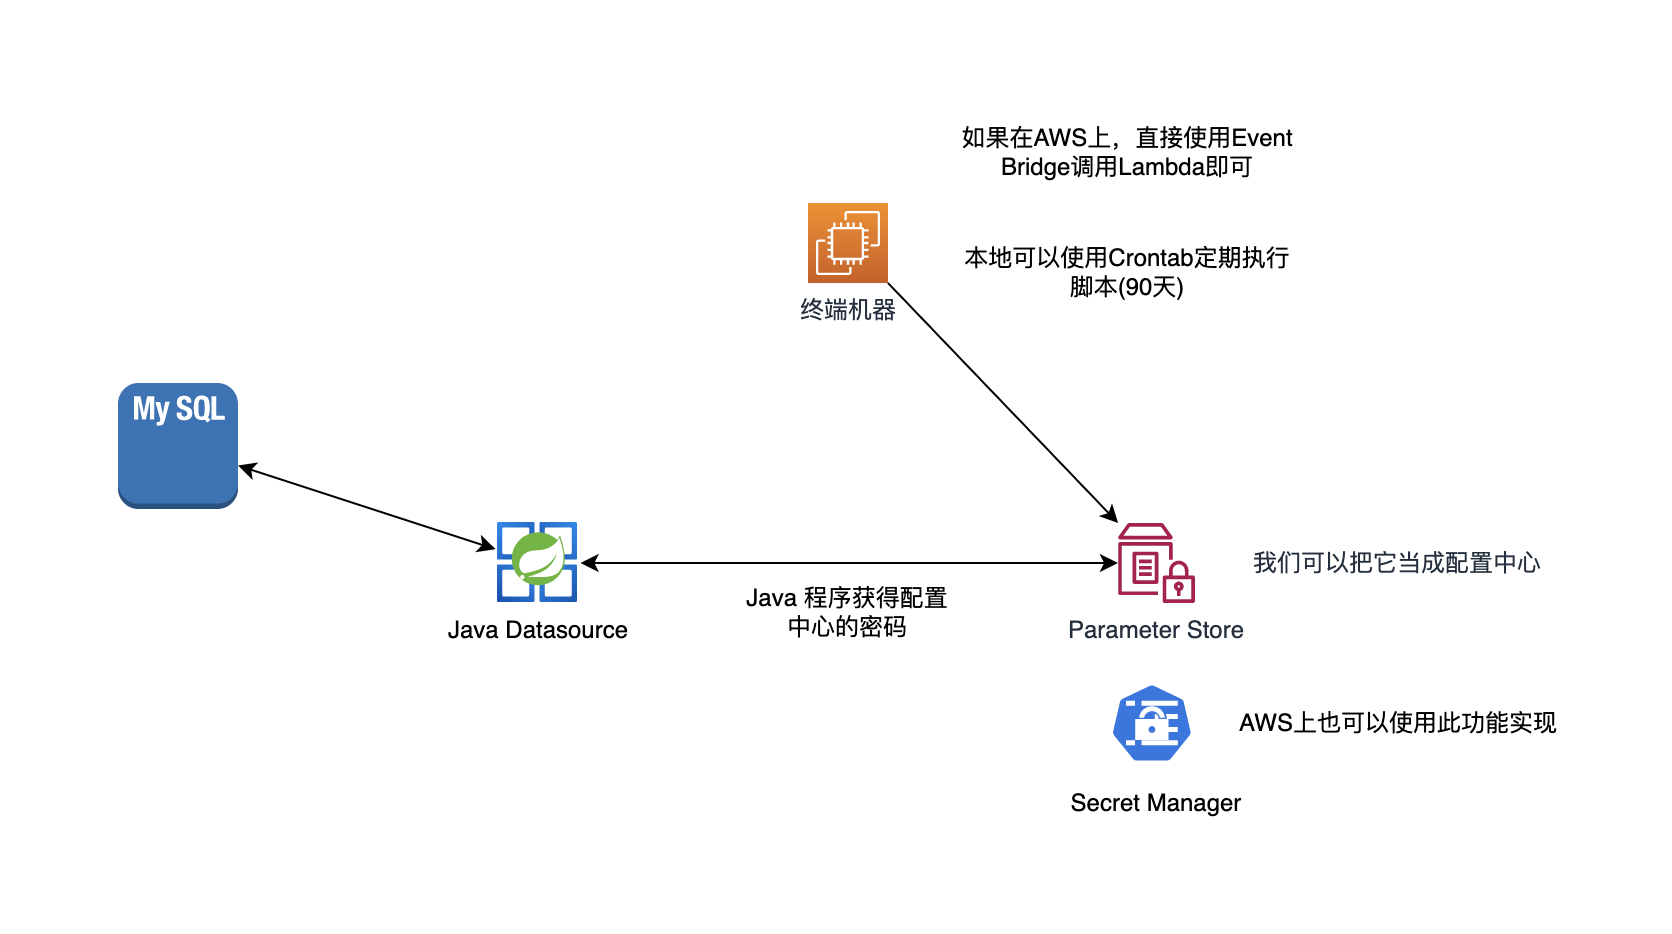 如果在AWS上，直接使用Event
Bridge调用Lambda即可
本地可以使用Crontab定期执行
脚本(90天)
终端机器
My SQL
Java Datasource
Java 程序获得配置
中心的密码
我们可以把它当成配置中心
Parameter Store
AWS上也可以使用此功能实现
Secret Manager